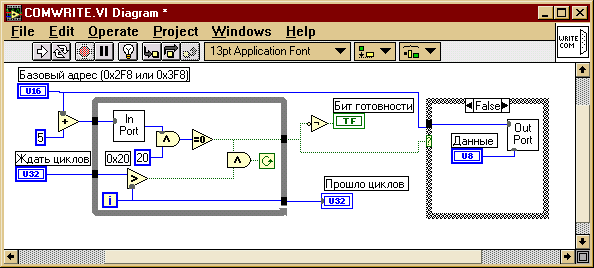 COMWRITE.VI Diagram *
File Edit Operate Project Windows Help
13pt Application Font
WRITE COM
Базовый адрес (0x2F8 или 0x3F8)
U16
+
5
In Port
=0
20
0x20
Ждать циклов
U32
>
i
Бит готовности
TF
Прошло циклов
U32
False
?
Данные
U8
Out Port